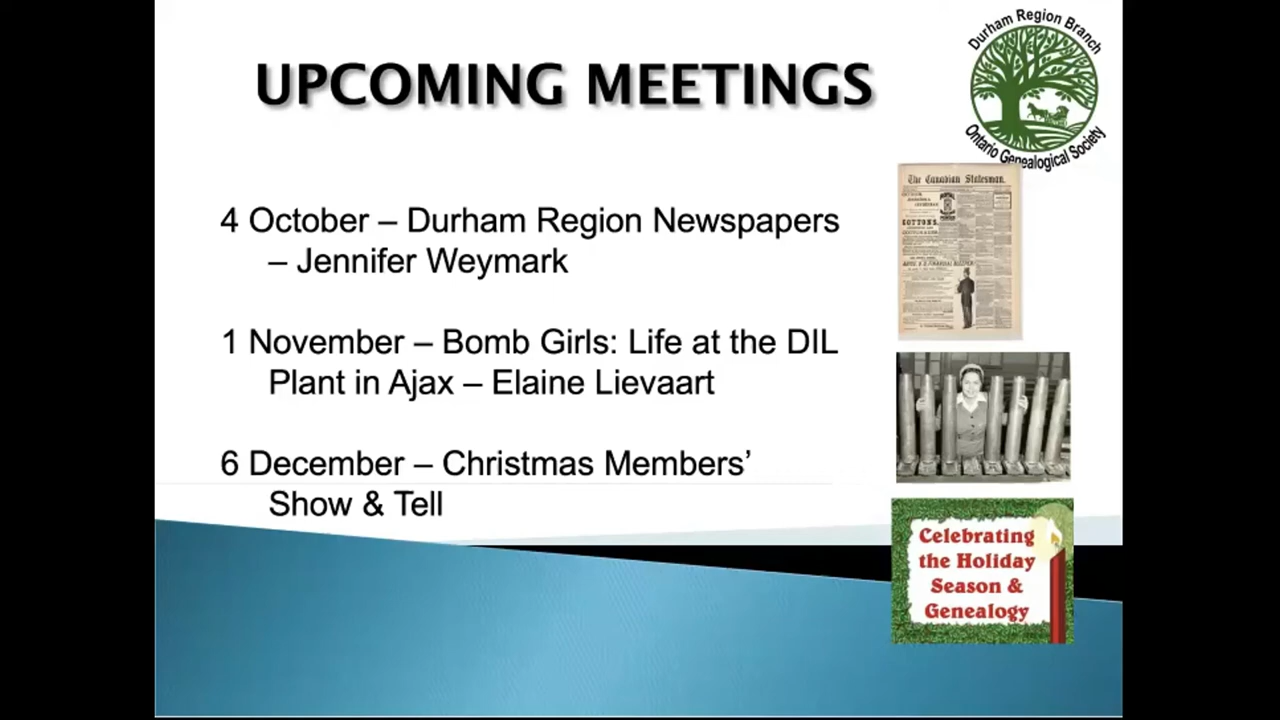 Durham Region Branch
UPCOMING MEETINGS
Ontario Genealogical Society
The Canadian Statesman.
COTTONS,
4 October – Durham Region Newspapers
– Jennifer Weymark
1 November – Bomb Girls: Life at the DIL
Plant in Ajax – Elaine Lievaart
6 December – Christmas Members’
Show & Tell
Celebrating
the Holiday
Season &
Genealogy